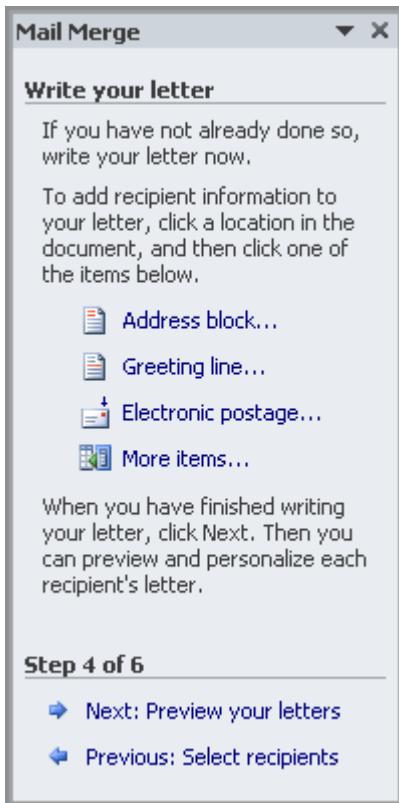 Mail Merge
Write your letter
If you have not already done so,
write your letter now.
To add recipient information to
your letter, click a location in the
document, and then click one of
the items below.
Address block...
Greeting line...
Electronic postage...
More items...
When you have finished writing
your letter, click Next. Then you
can preview and personalize each
recipient's letter.
Step 4 of 6
Next: Preview your letters
Previous: Select recipients